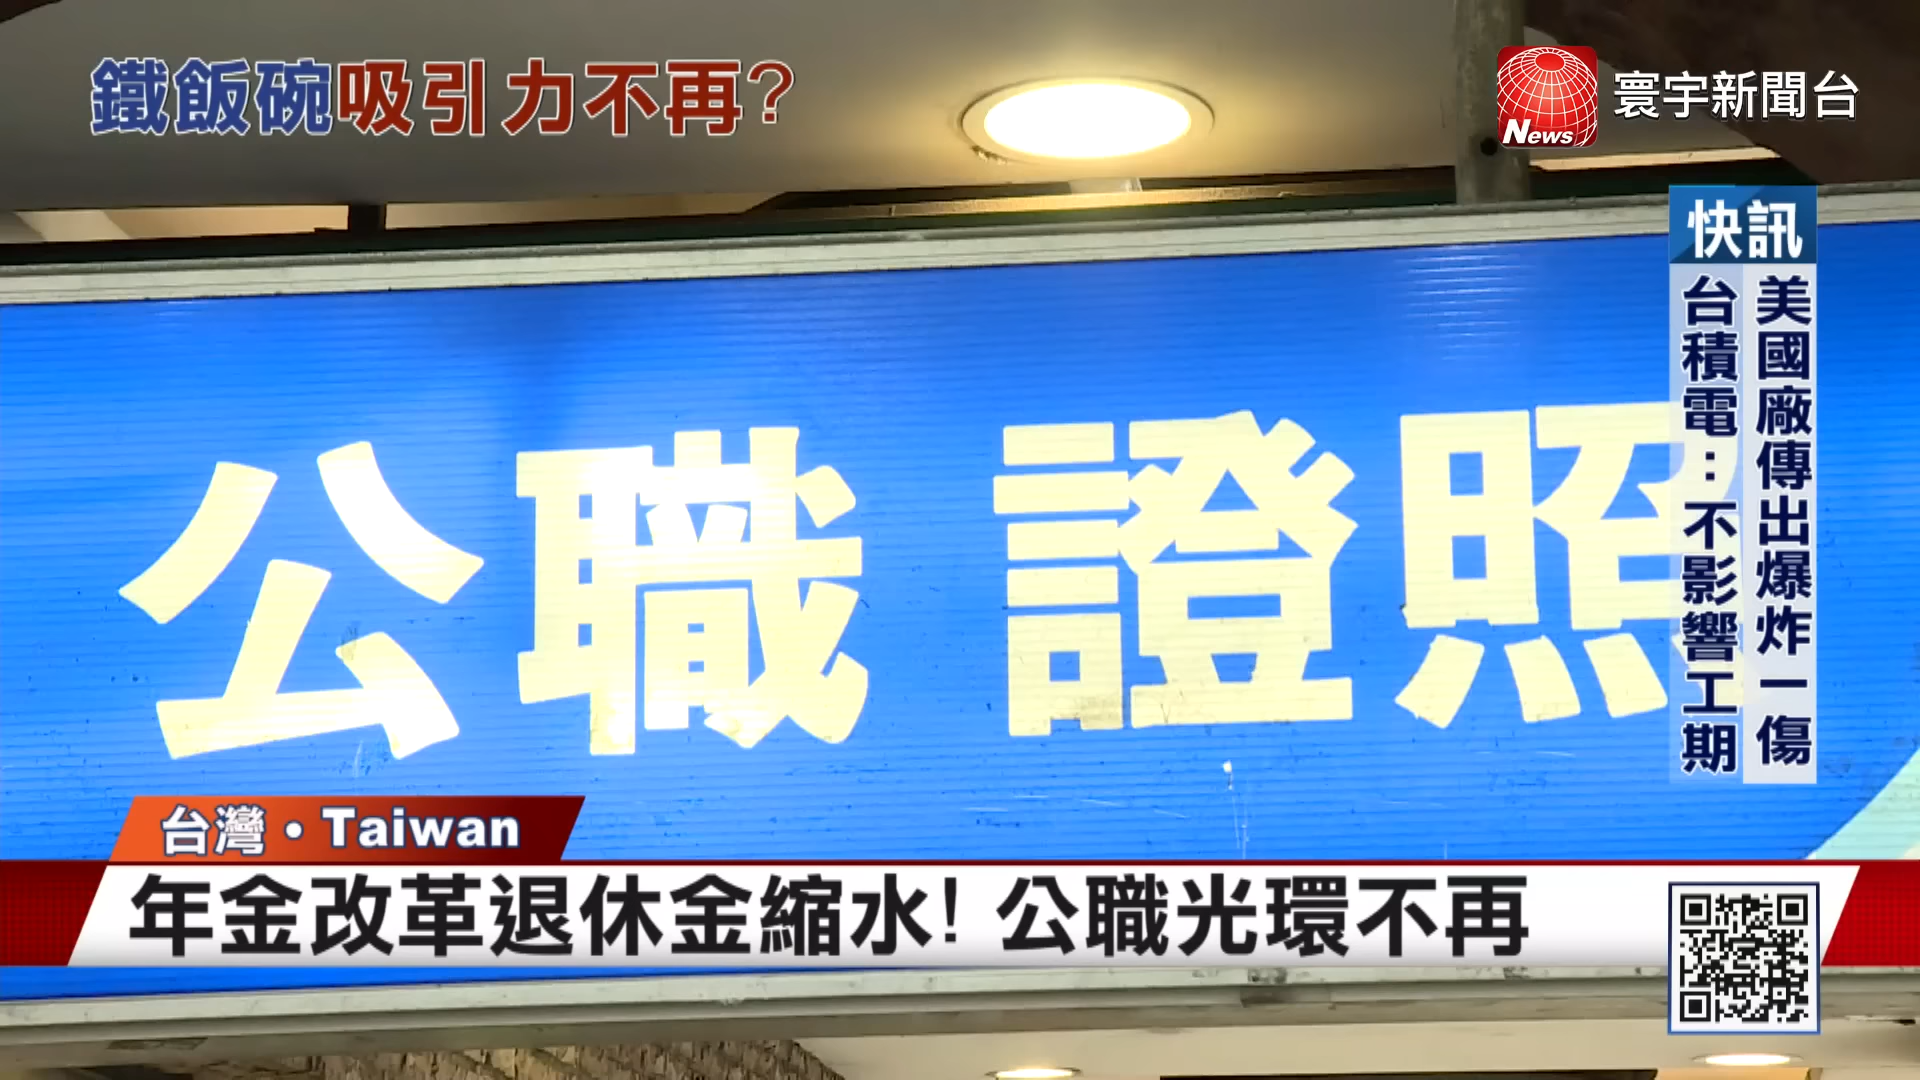 鐵飯碗吸引力不再?
News
寰宇新聞台
快訊
美國廠傳出爆炸一傷
台積電:不影響工期
公職 證照
台灣•Taiwan
年金改革退休金縮水! 公職光環不再